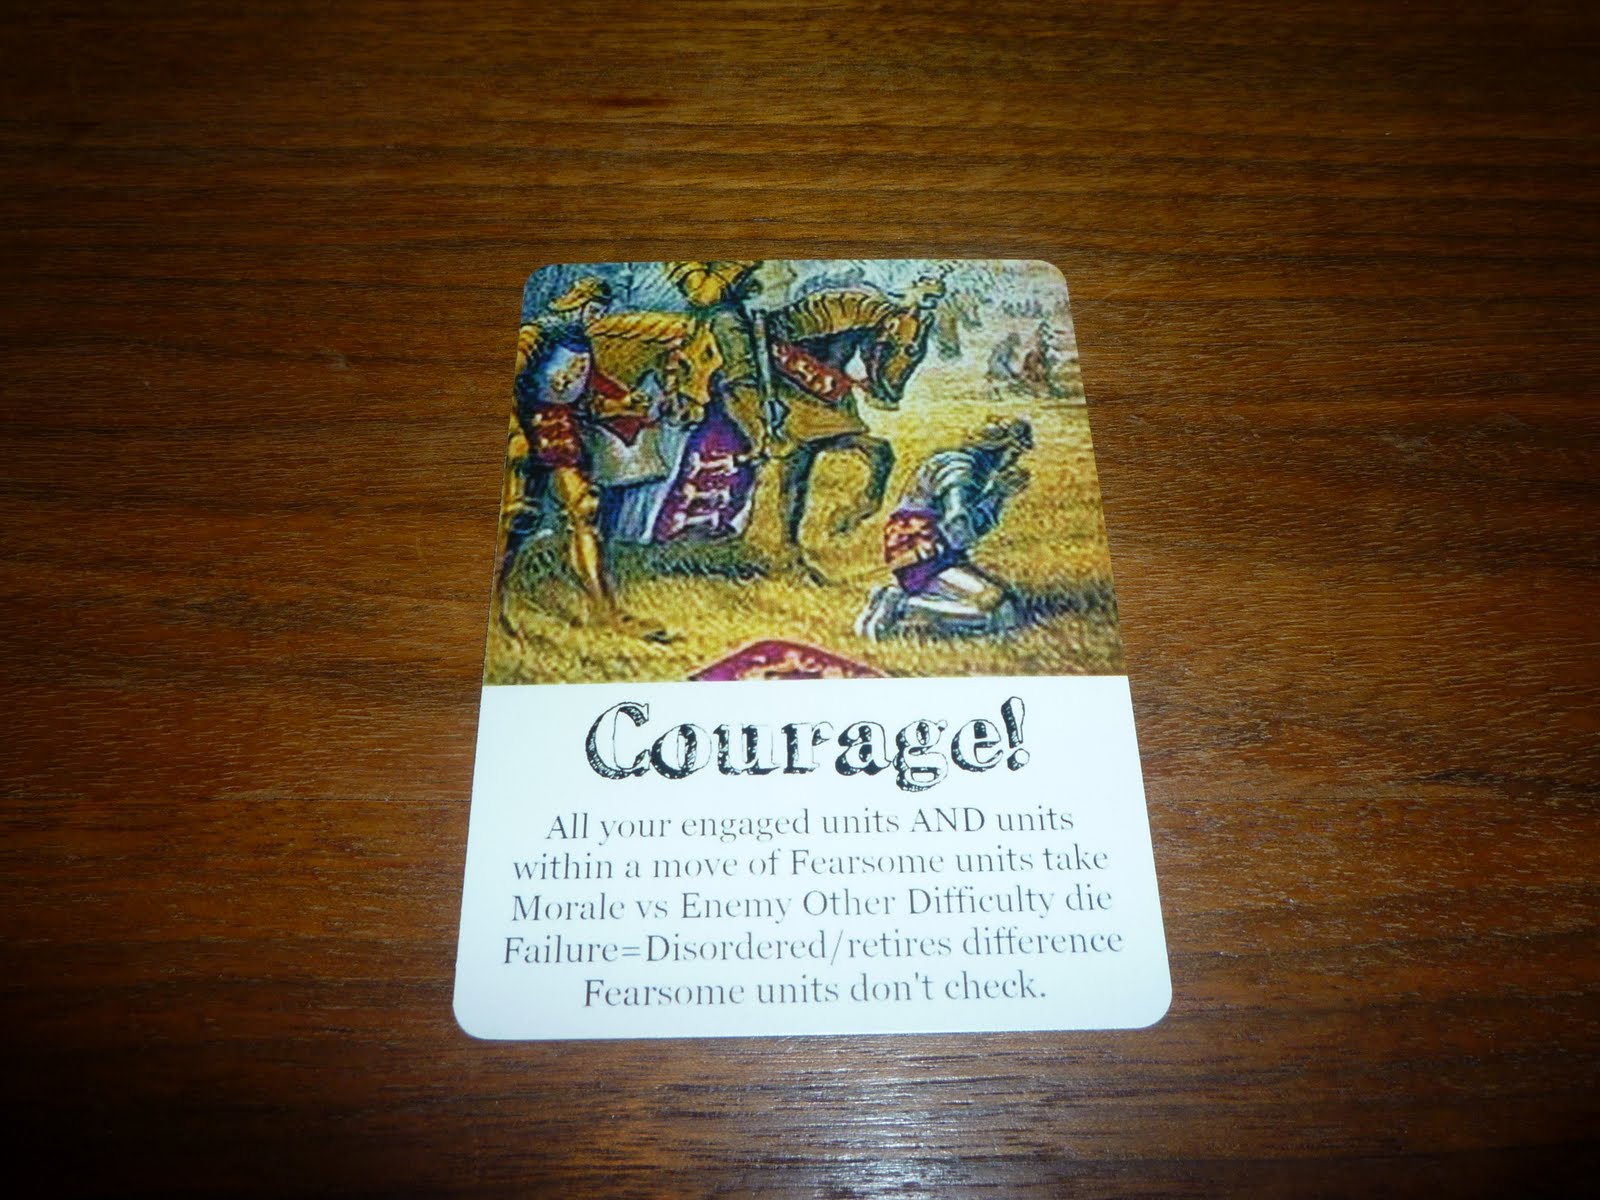 Courage!
All your engaged units AND units
within a move of Fearsome units take
Morale vs Enemy Other Difficulty die
Failure=Disordered/retires difference
Fearsome units don't check.